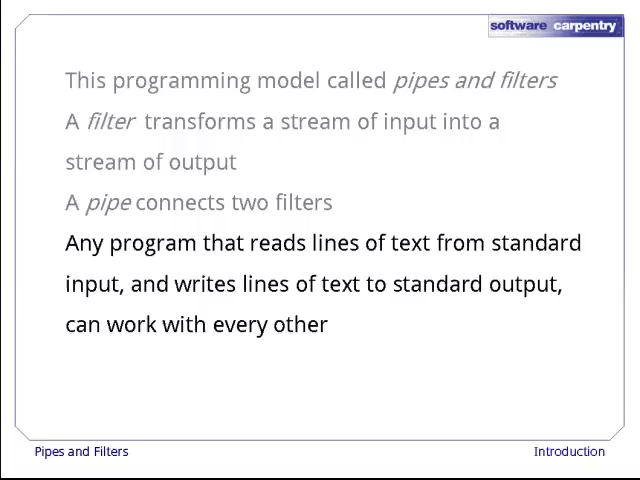 software carpentry
This programming model called pipes and filters
A filter transforms a stream of input into a
stream of output
A pipe connects two filters
Any program that reads lines of text from standard
input, and writes lines of text to standard output,
can work with every other
Pipes and Filters
Introduction